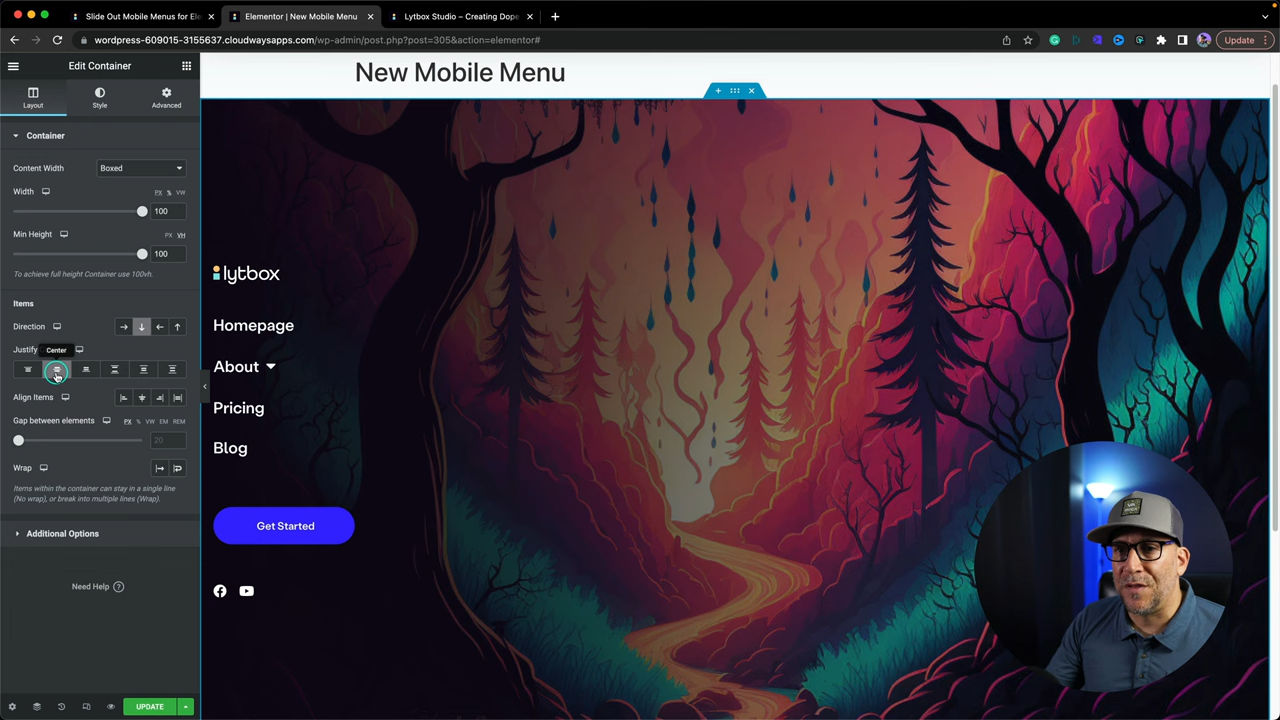 Slide Out Mobile Menus for Ele
Elementor | New Mobile Menu
Lytbox Studio – Creating Dope
wordpress-609015-3155637.cloudwaysapps.com/wp-admin/post.php?post=305&action=elementor#
Update
Edit Container
Layout
Style
Advanced
Container
Content Width
Boxed
Width
PX % VW
100
Min Height
PX VH
100
To achieve full height Container use 100vh.
Items
Direction
Justify
Center
Align Items
Gap between elements
PX % VW EM REM
20
Wrap
Items within the container can stay in a single line
(No wrap), or break into multiple lines (Wrap).
Additional Options
Need Help ?
UPDATE
New Mobile Menu
lytbox
Homepage
About
Pricing
Blog
Get Started